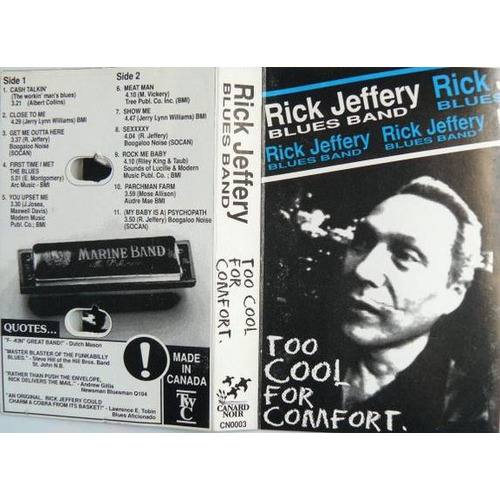 Side 1
1. CASH TALKIN'
(The workin' man's blues)
3.21 (Albert Collins)
2. CLOSE TO ME
4.29 (Jerry Lynn Williams) BMI
3. GET ME OUTTA HERE
3.37 (R. Jeffery)
Boogaloo Noise
(SOCAN)
4. FIRST TIME I MET
THE BLUES
5.01 (E. Montgomery)
Arc Music - BMI
5. YOU UPSET ME
3.30 (J.Josea,
Maxwell Davis)
Modern Music
Publ. Co.; BMI
Side 2
6. MEAT MAN
4.10 (M. Vickery)
Tree Publ. Co. Inc. (BMI)
7. SHOW ME
4.47 (Jerry Lynn Williams) BMI
8. SEXXXXY
4.04 (R. Jeffery)
Boogaloo Noise (SOCAN)
9. ROCK ME BABY
4.10 (Riley King & Taub)
Sounds of Lucille & Modern
Music Publ. Co.; BMI
10. PARCHMAN FARM
3.59 (Mose Allison)
Audre Mae BMI
11. (MY BABY IS A) PSYCHOPATH
3.50 (R. Jeffery) Boogaloo Noise
(SOCAN)
MARINE BAND
QUOTES...
"F- -KIN' GREAT BAND!" - Dutch Mason
"MASTER BLASTER OF THE FUNKABILLY
BLUES." - Steve Hill of the Hill Bros. Band
St. John N.B.
"RATHER THAN PUSH THE ENVELOPE,
RICK DELIVERS THE MAIL." - Andrew Gillis
Newsman Bluesman Q104
"AN ORIGINAL, RICK JEFFERY COULD
CHARM A COBRA FROM ITS BASKET!" - Lawrence E. Tobin
Blues Aficionado
!
MADE IN
CANADA
TWC
Rick Jeffery
BLUES BAND
TOO COOL
FOR
COMFORT.
CANARD
NOIR
CN0003
Rick
BLUES
Rick Jeffery
BLUES BAND
Rick Jeffery
BLUES BAND
Rick Jeffery
BLUES BAND
TOO
COOL
FOR
COMFORT.